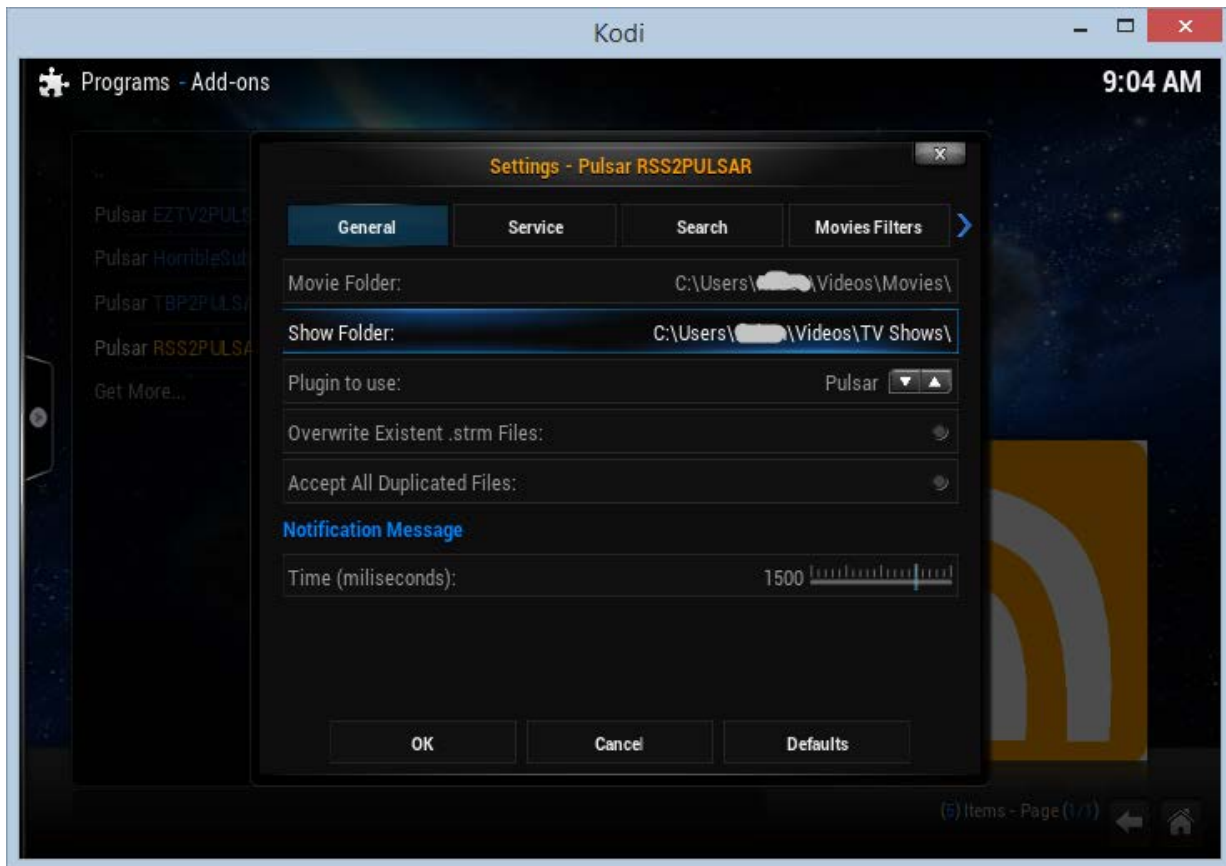 Kodi
Programs - Add-ons
9:04 AM
Settings - Pulsar RSS2PULSAR
X
General
Service
Search
Movies Filters
Pulsar EZTV2PULS
Pulsar HorribleSub
Pulsar TBP2PULSA
Pulsar RSS2PULSA
Get More...
Movie Folder:
C:\Users\ \Videos\Movies\
Show Folder:
C:\Users\ \Videos\TV Shows\
Plugin to use:
Pulsar
Overwrite Existent .strm Files:
Accept All Duplicated Files:
Notification Message
Time (miliseconds):
1500
OK
Cancel
Defaults
(5) Items - Page (1/1)